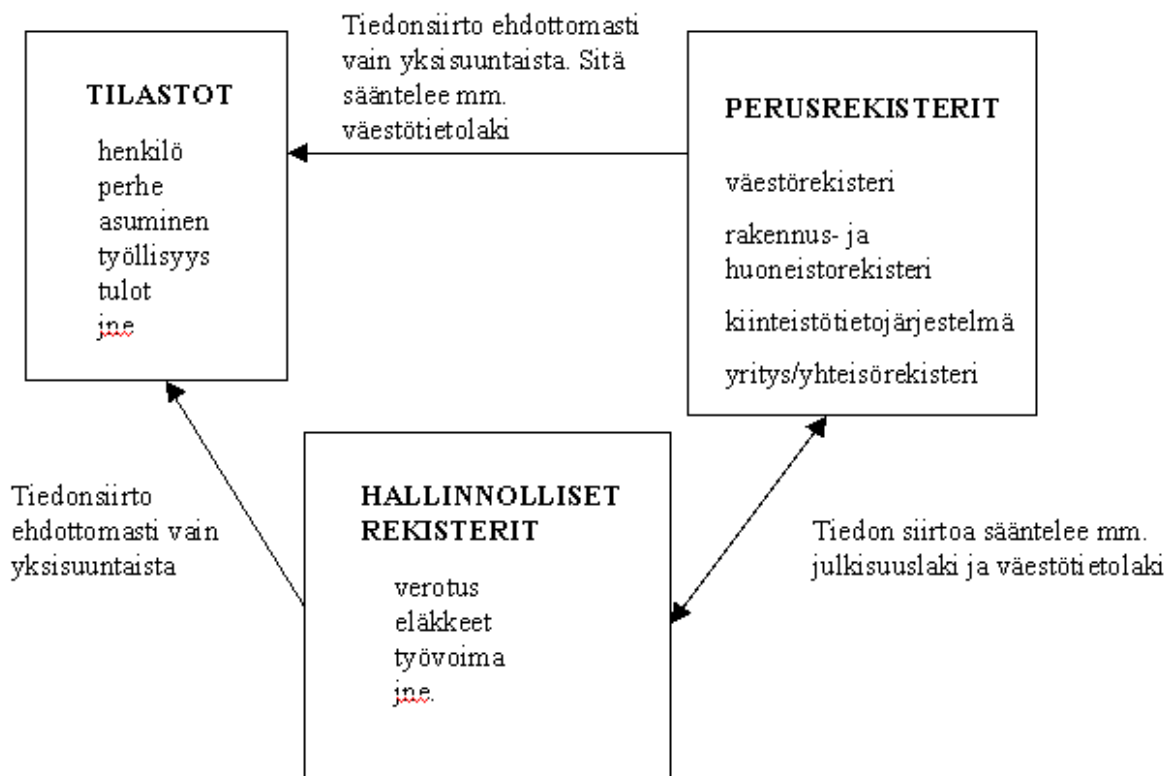 TILASTOT
henkilö
perhe
asuminen
työllisyys
tulot
jne
Tiedonsiirto ehdottomasti
vain yksisuuntaista. Sitä
sääntelee mm.
väestötietolaki
PERUSREKISTERIT
väestörekisteri
rakennus- ja
huoneistorekisteri
kiinteistötietojärjestelmä
yritys/yhteisörekisteri
Tiedonsiirto
ehdottomasti vain
yksisuuntaista
HALLINNOLLISET
REKISTERIT
verotus
eläkkeet
työvoima
jne.
Tiedon siirtoa sääntelee mm.
julkisuuslaki ja väestötietolaki